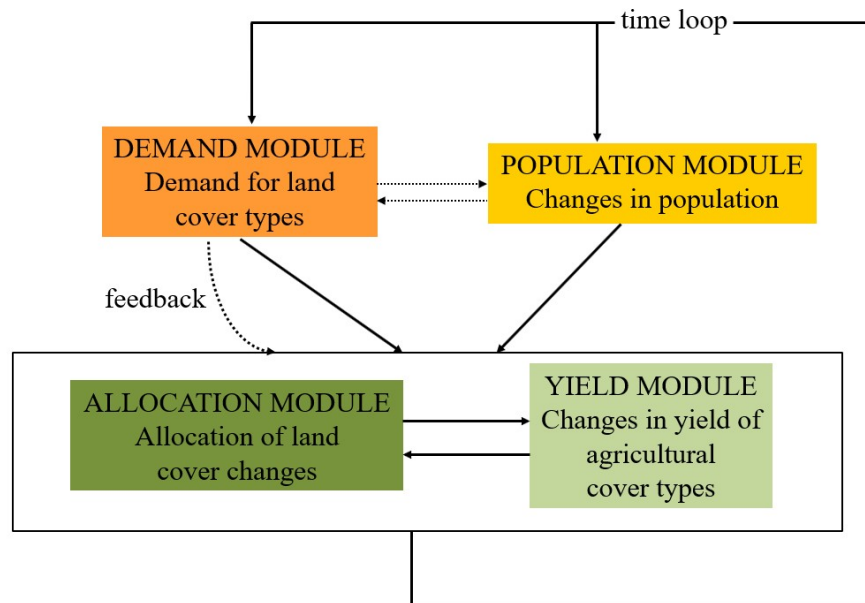 time loop
DEMAND MODULE
Demand for land
cover types
POPULATION MODULE
Changes in population
feedback
ALLOCATION MODULE
Allocation of land
cover changes
YIELD MODULE
Changes in yield of
agricultural
cover types